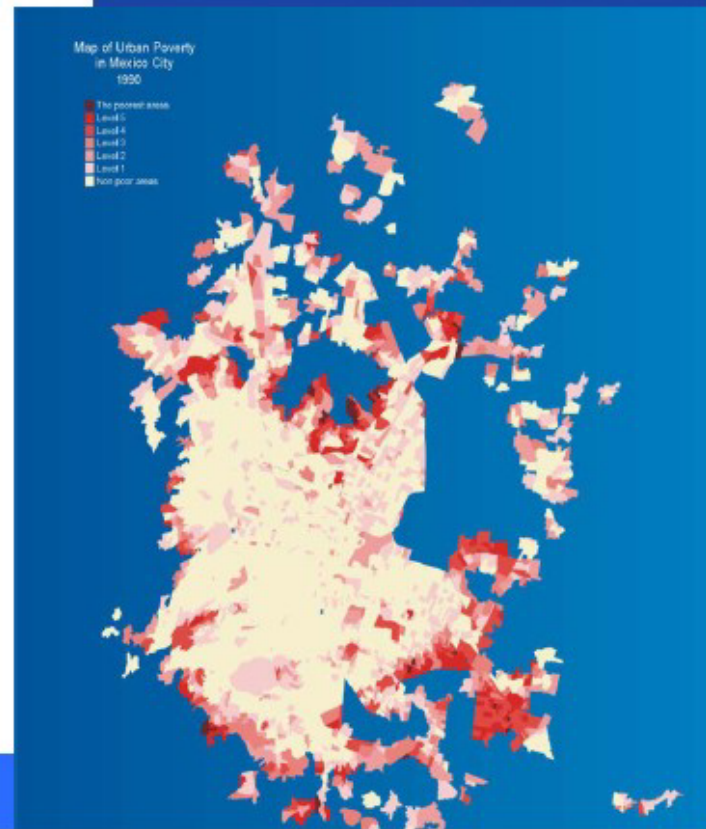 Map of Urban Poverty
in Mexico City
1990
The poorest areas
Level 5
Level 4
Level 3
Level 2
Level 1
Non poor areas